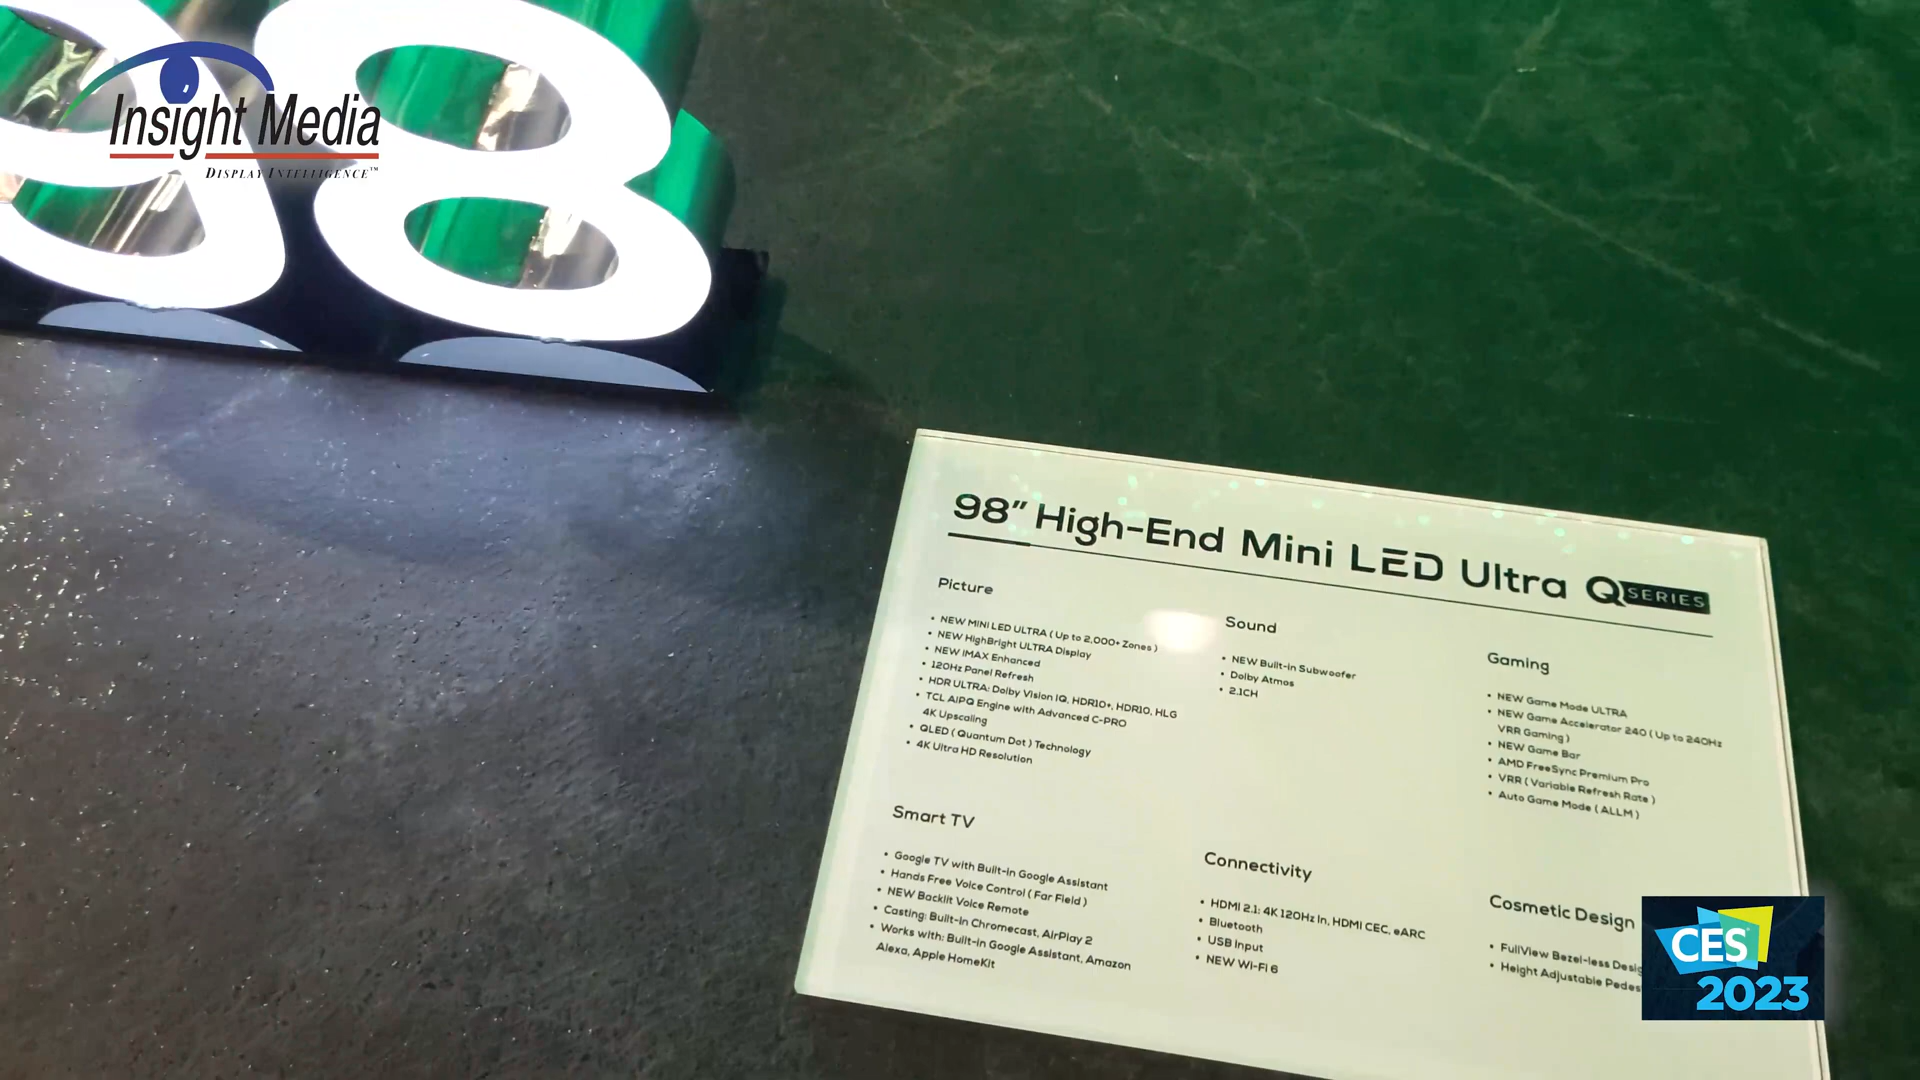 98
Insight Media
DISPLAY INTELLIGENCE™
98" High-End Mini LED Ultra Q SERIES
Picture
• NEW MINI LED ULTRA ( Up to 2,000+ Zones )
• NEW HighBright ULTRA Display
• NEW IMAX Enhanced
• 120Hz Panel Refresh
• HDR ULTRA: Dolby Vision IQ, HDR10+, HDR10, HLG
• TCL AIPQ Engine with Advanced C-PRO
4K Upscaling
• QLED ( Quantum Dot ) Technology
• 4K Ultra HD Resolution
Sound
• NEW Built-in Subwoofer
• Dolby Atmos
• 2.1CH
Gaming
• NEW Game Mode ULTRA
• NEW Game Accelerator 240 ( Up to 240Hz
VRR Gaming )
• NEW Game Bar
• AMD FreeSync Premium Pro
• VRR ( Variable Refresh Rate )
• Auto Game Mode ( ALLM )
Smart TV
• Google TV with Built-in Google Assistant
• Hands Free Voice Control ( Far Field )
• NEW Backlit Voice Remote
• Casting: Built-in Chromecast, AirPlay 2
• Works with: Built-in Google Assistant, Amazon
Alexa, Apple HomeKit
Connectivity
• HDMI 2.1: 4K 120Hz In, HDMI CEC, eARC
• Bluetooth
• USB Input
• NEW Wi-Fi 6
Cosmetic Design
• FullView Bezel-less
• Height Adjustable
CES
2023